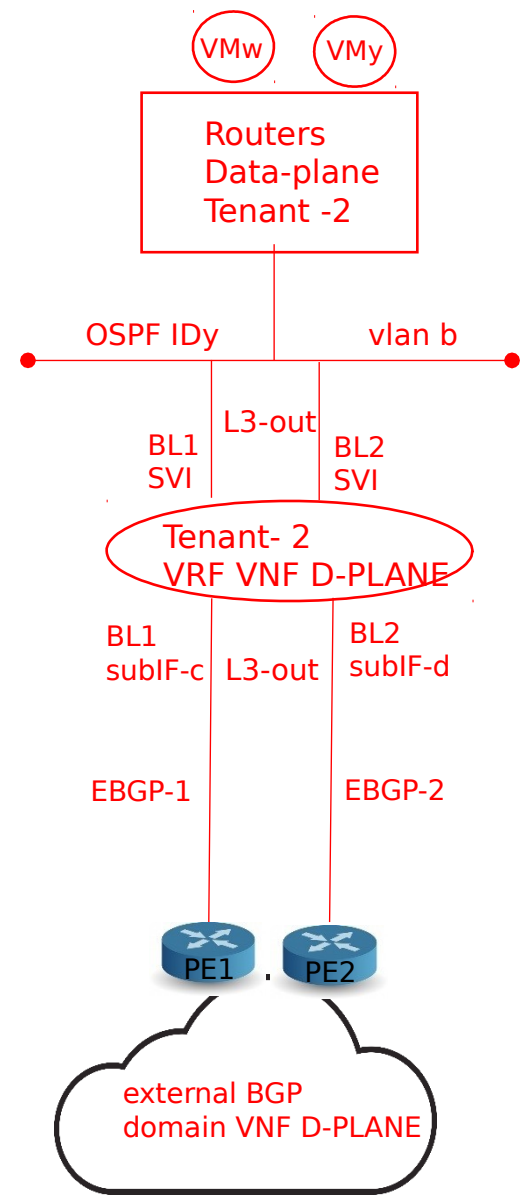 VMw
VMy
Routers
Data-plane
Tenant -2
OSPF IDy
vlan b
L3-out
BL1
SVI
BL2
SVI
Tenant- 2
VRF VNF D-PLANE
BL1
subIF-c
L3-out
BL2
subIF-d
EBGP-1
EBGP-2
PE1
PE2
external BGP
domain VNF D-PLANE